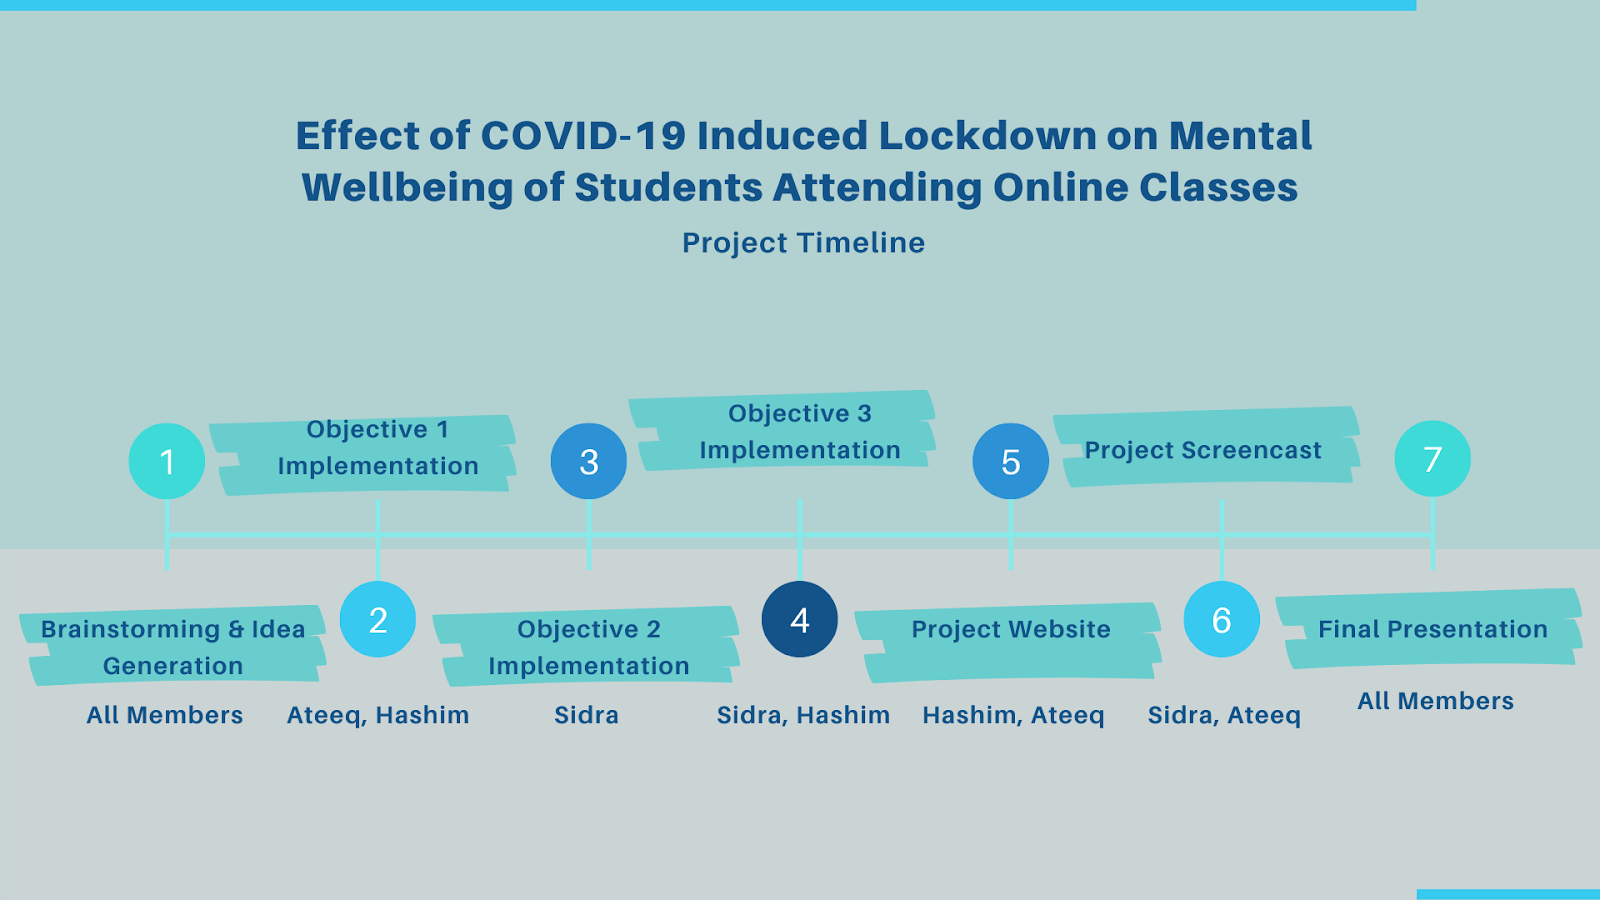 Effect of COVID-19 Induced Lockdown on Mental
Wellbeing of Students Attending Online Classes
Project Timeline
1
Brainstorming & Idea
Generation
All Members
Objective 1
Implementation
2
Ateeq, Hashim
3
Objective 2
Implementation
Sidra
Objective 3
Implementation
4
Sidra, Hashim
5
Project Website
Hashim, Ateeq
Project Screencast
6
Sidra, Ateeq
7
Final Presentation
All Members